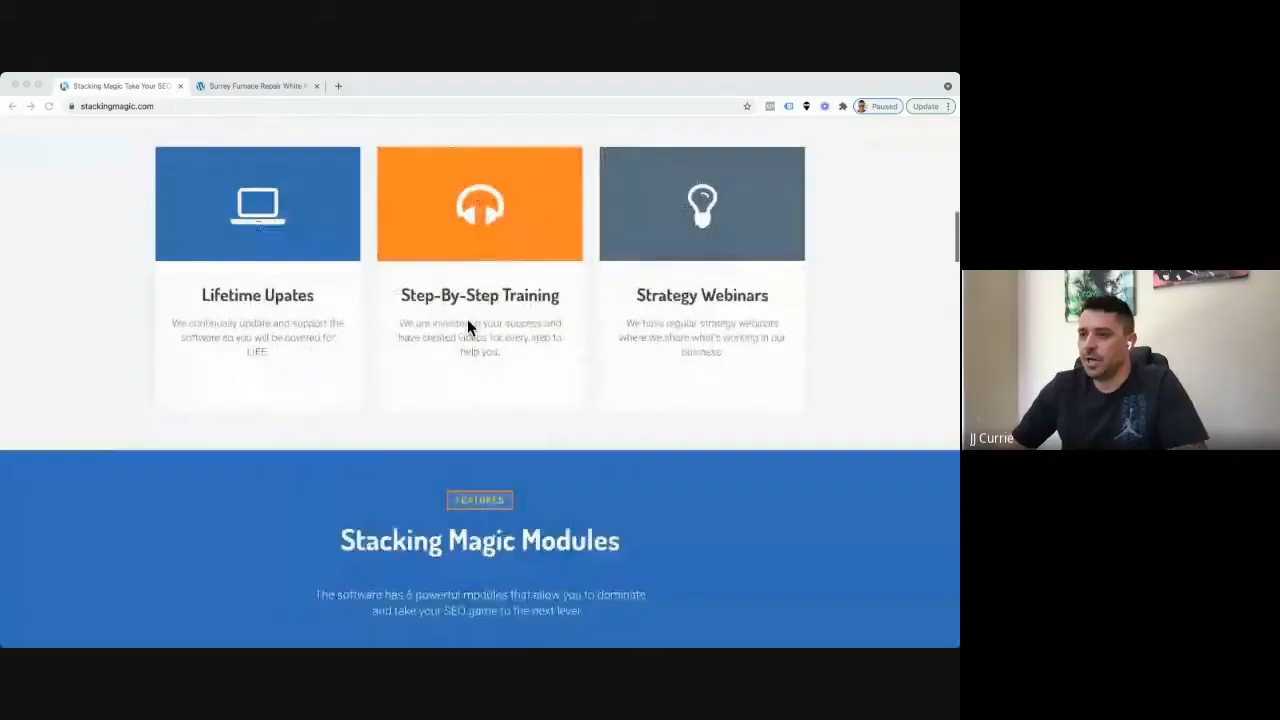 Stacking Magic Take Your SEO
Surrey Furnace Repair White
stackingmagic.com
Paused
Update
Lifetime Upates
Step-By-Step Training
Strategy Webinars
We continually update and support the
software so you will be covered for
LIFE.
We are invested in your success and
have created videos for every step to
help you.
We have regular strategy webinars
where we share what's working in our
business.
JJ Currie
FEATURES
Stacking Magic Modules
The software has 6 powerful modules that allow you to dominate
and take your SEO game to the next level.